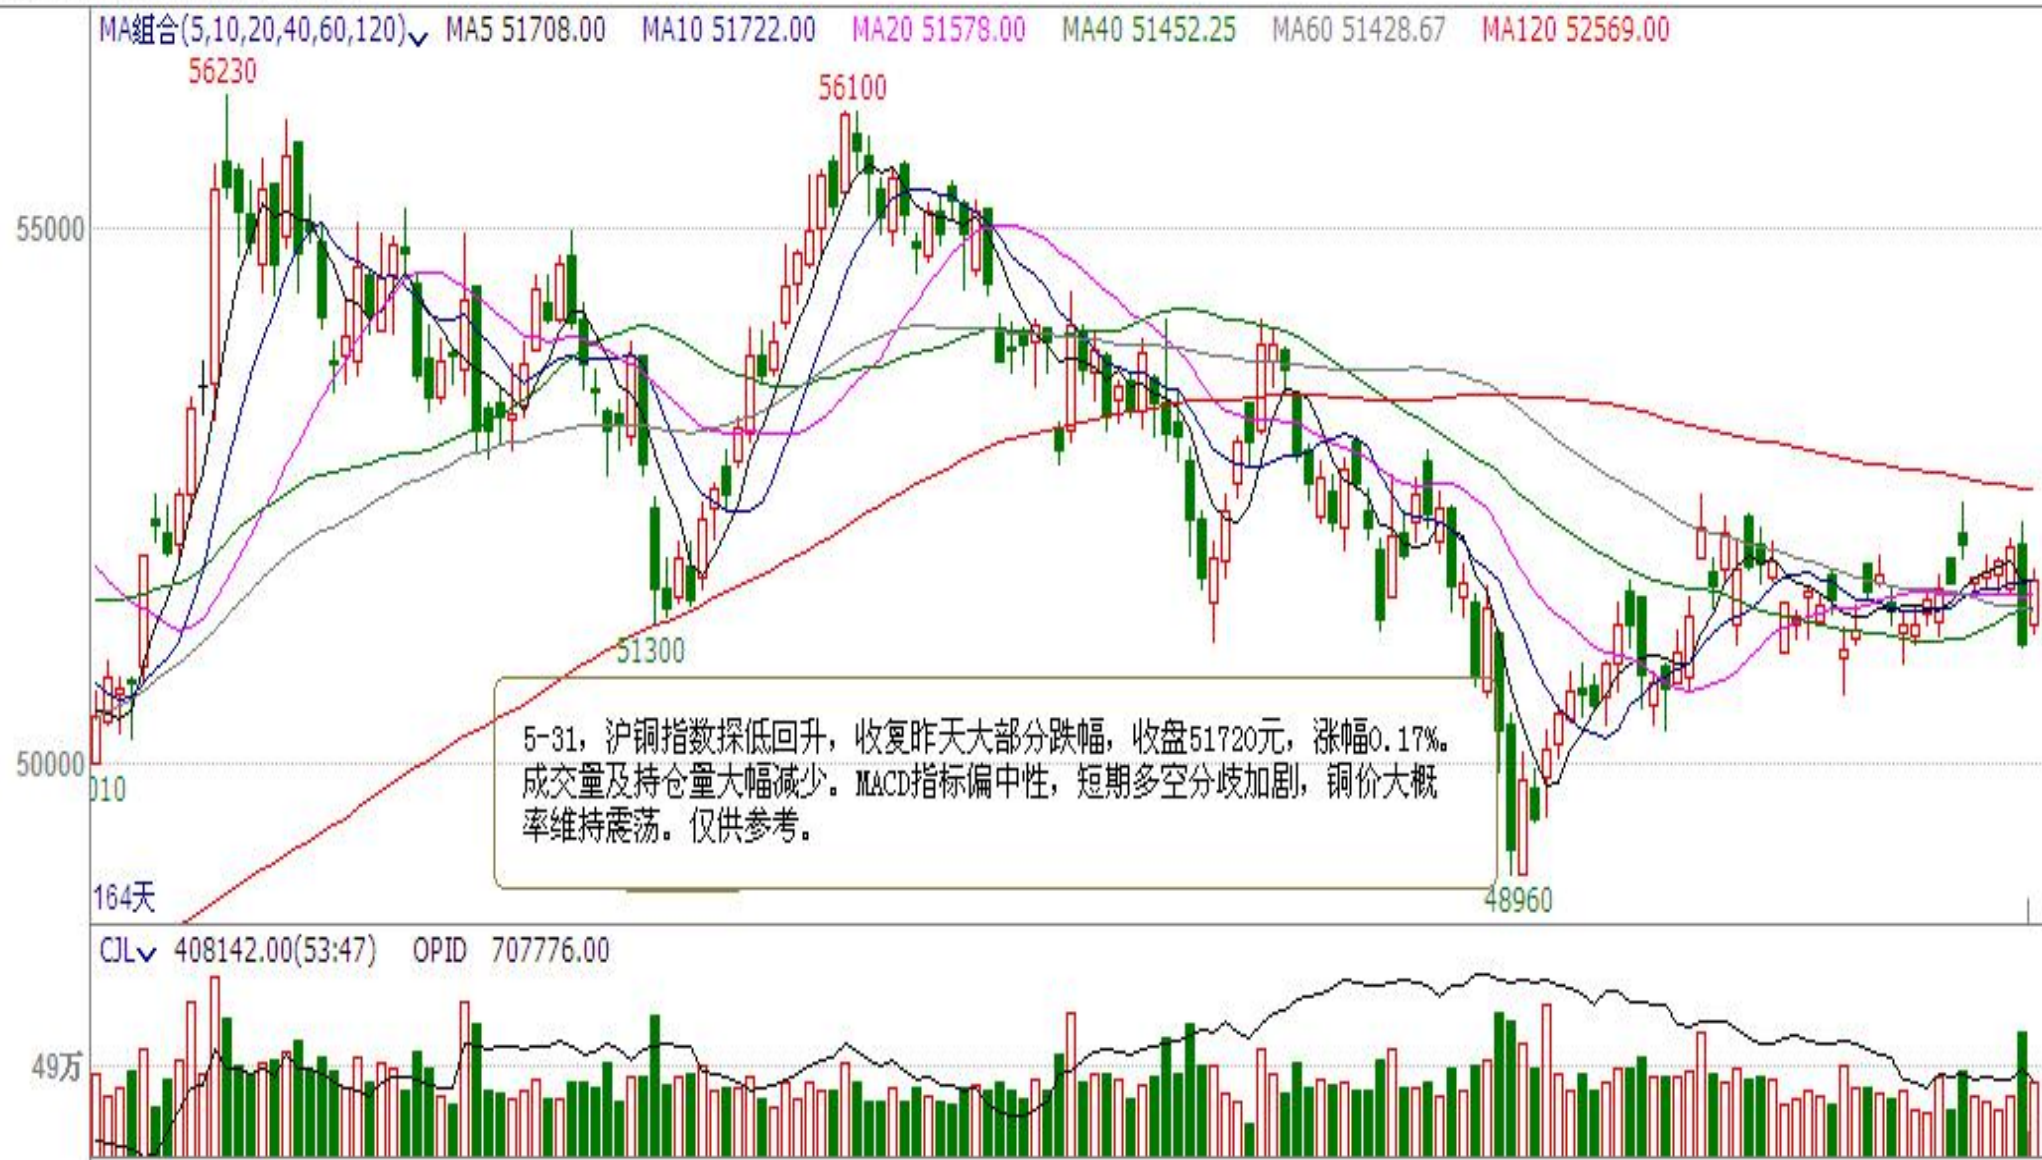 MA組合(5,10,20,40,60,120) MA5 51708.00 MA10 51722.00 MA20 51578.00 MA40 51452.25 MA60 51428.67 MA120 52569.00
56230
56100
55000
51300
5-31，沪铜指数探低回升，收复昨天大部分跌幅，收盘51720元，涨幅0.17%。
成交量及持仓量大幅减少。MACD指标偏中性，短期多空分歧加剧，铜价大概
率维持震荡。仅供参考。
50000
010
164天
48960
CJL 408142.00(53:47) OPID 707776.00
49万